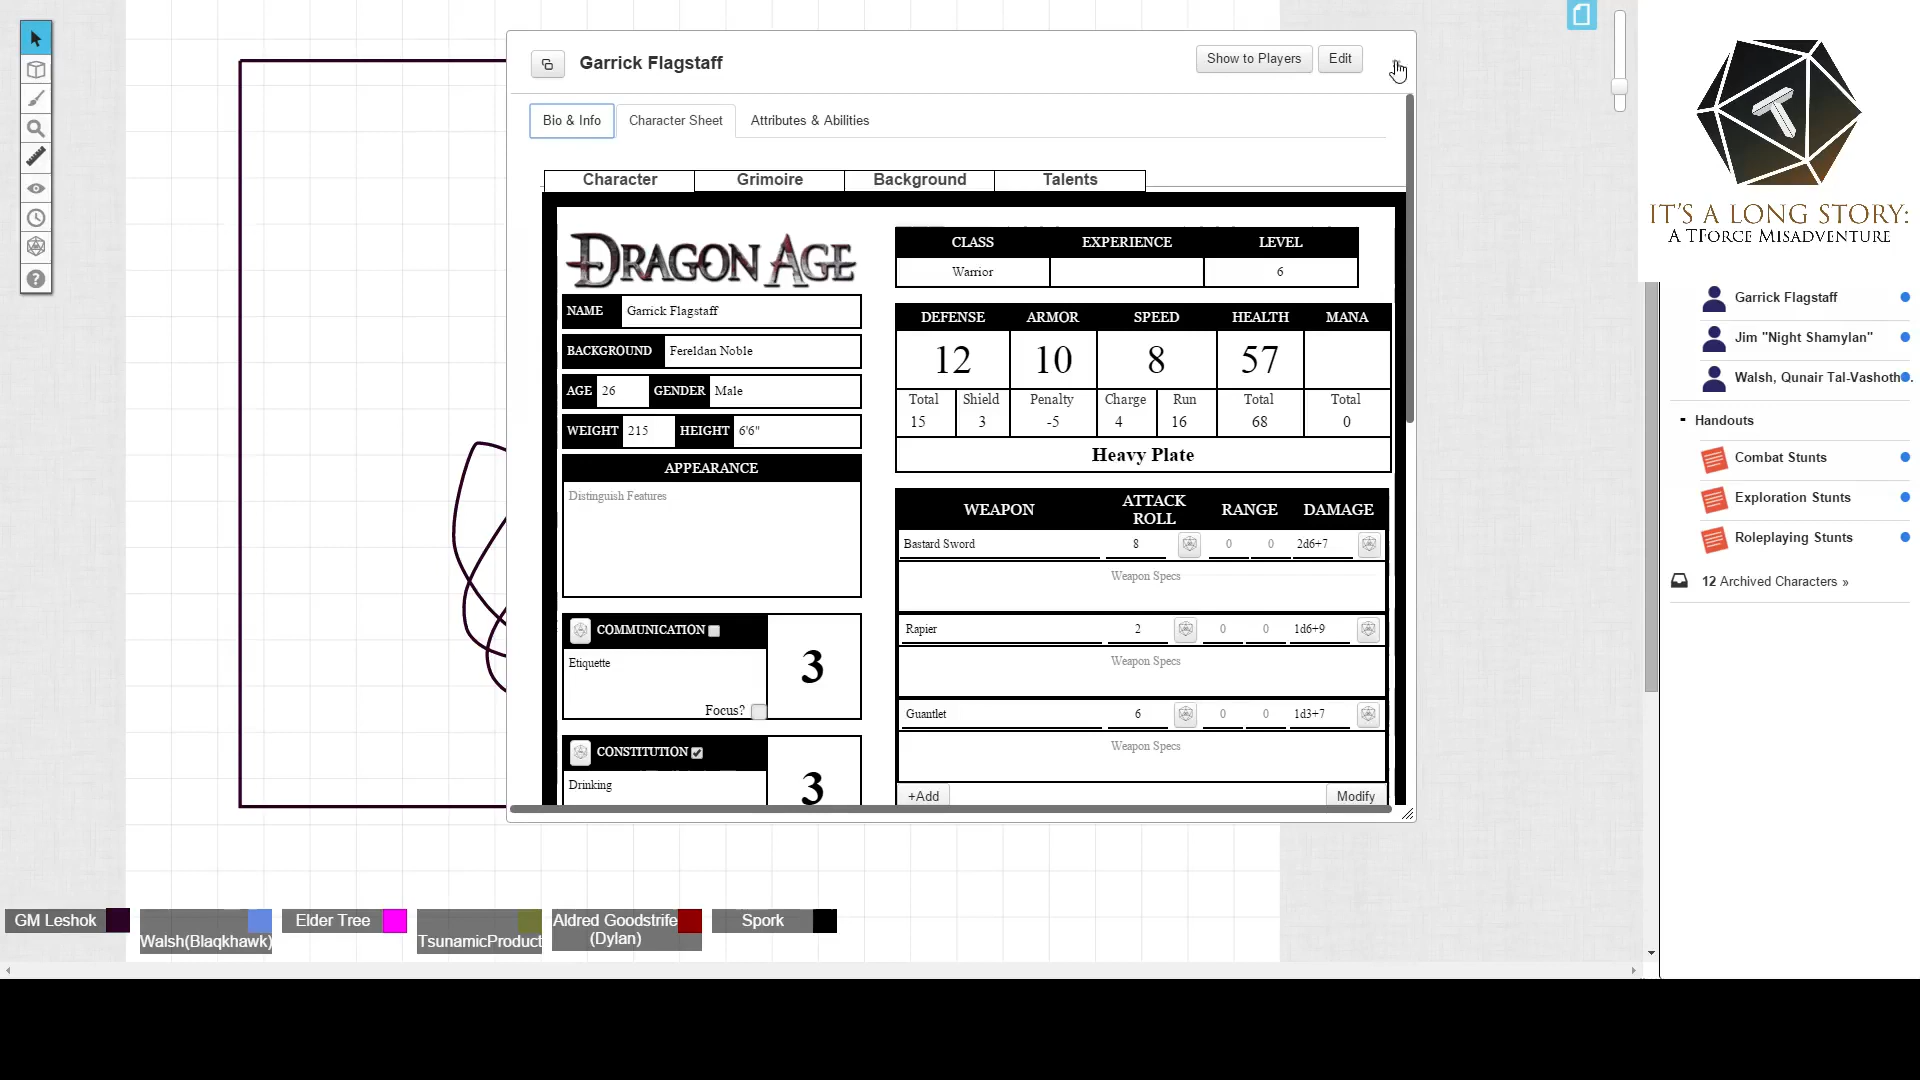 Garrick Flagstaff
Show to Players
Edit
Bio & Info
Character Sheet
Attributes & Abilities
Character
Grimoire
Background
Talents
DRAGON AGE
NAME
Garrick Flagstaff
BACKGROUND
Fereldan Noble
AGE
26
GENDER
Male
WEIGHT
215
HEIGHT
6'6"
APPEARANCE
Distinguish Features
COMMUNICATION
3
Etiquette
Focus?
CONSTITUTION
3
Drinking
CLASS
EXPERIENCE
LEVEL
Warrior
6
DEFENSE
ARMOR
SPEED
HEALTH
MANA
12
10
8
57
Total
Shield
Penalty
Charge
Run
Total
Total
15
3
-5
4
16
68
0
Heavy Plate
WEAPON
ATTACK
ROLL
RANGE
DAMAGE
Bastard Sword
8
0
0
2d6+7
Weapon Specs
Rapier
2
0
0
1d6+9
Weapon Specs
Guantlet
6
0
0
1d3+7
Weapon Specs
+Add
Modify
GM Leshok
Walsh(Blaqkhawk)
Elder Tree
TsunamicProduct
Aldred Goodstrife
(Dylan)
Spork
IT'S A LONG STORY:
A TFORCE MISADVENTURE
Garrick Flagstaff
Jim "Night Shamylan"
Walsh, Qunair Tal-Vashoth
Handouts
Combat Stunts
Exploration Stunts
Roleplaying Stunts
12 Archived Characters »